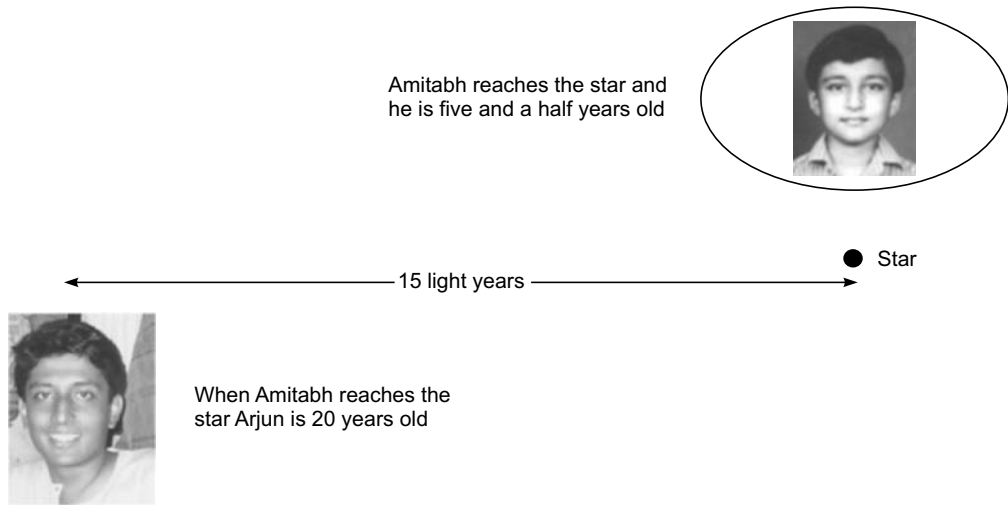 Amitabh reaches the star and
he is five and a half years old
Star
15 light years
When Amitabh reaches the
star Arjun is 20 years old